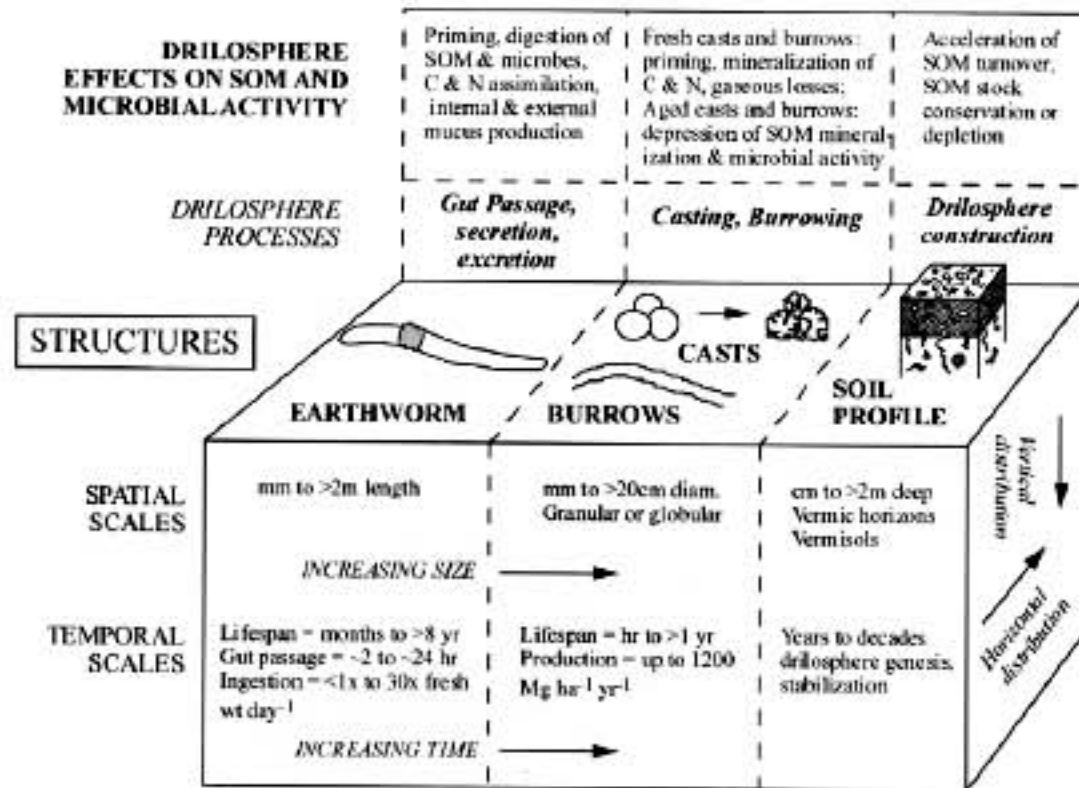 DRILOSPHERE
EFFECTS ON SOM AND
MICROBIAL ACTIVITY
Priming, digestion of
SOM & microbes,
C & N assimilation,
internal & external
mucus production
Fresh casts and burrows:
priming, mineralization of
C & N, gaseous losses;
Aged casts and burrows:
depression of SOM mineral
ization & microbial activity
Acceleration of
SOM turnover,
SOM stock
conservation or
depletion
DRILOSPHERE
PROCESSES
Gut Passage,
secretion,
excretion
Casting, Burrowing
Drilosphere
construction
STRUCTURES
EARTHWORM
CASTS
BURROWS
SOIL
PROFILE
SPATIAL
SCALES
mm to >2m length
mm to >20cm diam.
Granular or globular
cm to >2m deep
Vermic horizons
Vermisols
Vertical
distribution
INCREASING SIZE
TEMPORAL
SCALES
Lifespan = months to >8 yr
Gut passage = ~2 to ~24 hr
Ingestion = <1x to 30x fresh
wt day-1
Lifespan = hr to >1 yr
Production = up to 1200
Mg ha-1 yr-1
Years to decades
drilosphere genesis,
stabilization
Horizontal
distribution
INCREASING TIME